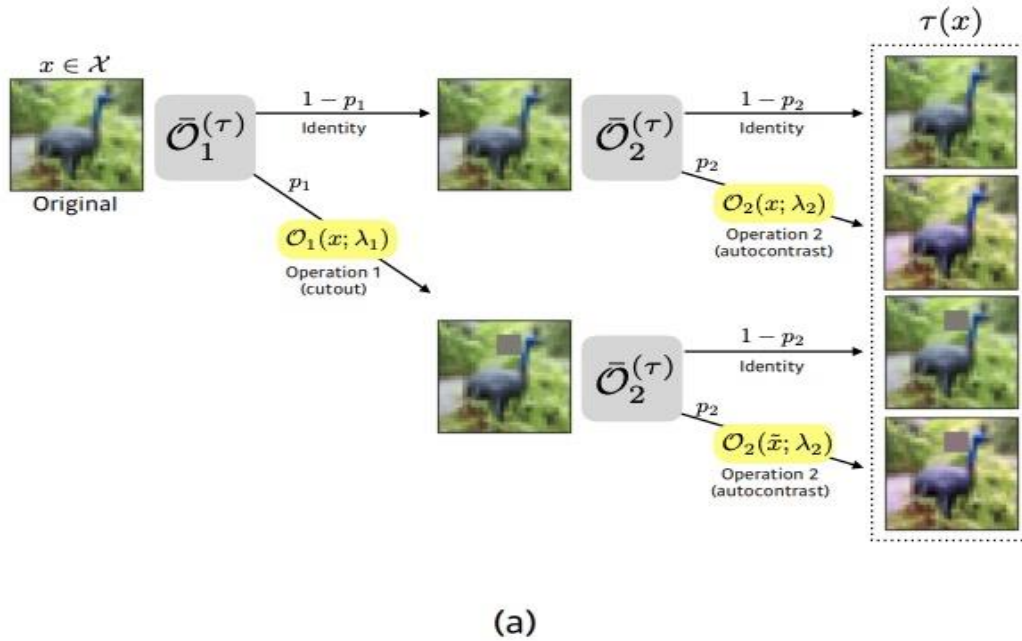 τ(x)
x ∈ 𝒳
Original
Ō₁^(τ)
1 − p₁
Identity
p₁
O₁(x; λ₁)
Operation 1
(cutout)
Ō₂^(τ)
1 − p₂
Identity
p₂
O₂(x; λ₂)
Operation 2
(autocontrast)
Ō₂^(τ)
1 − p₂
Identity
p₂
O₂(x̃; λ₂)
Operation 2
(autocontrast)
(a)